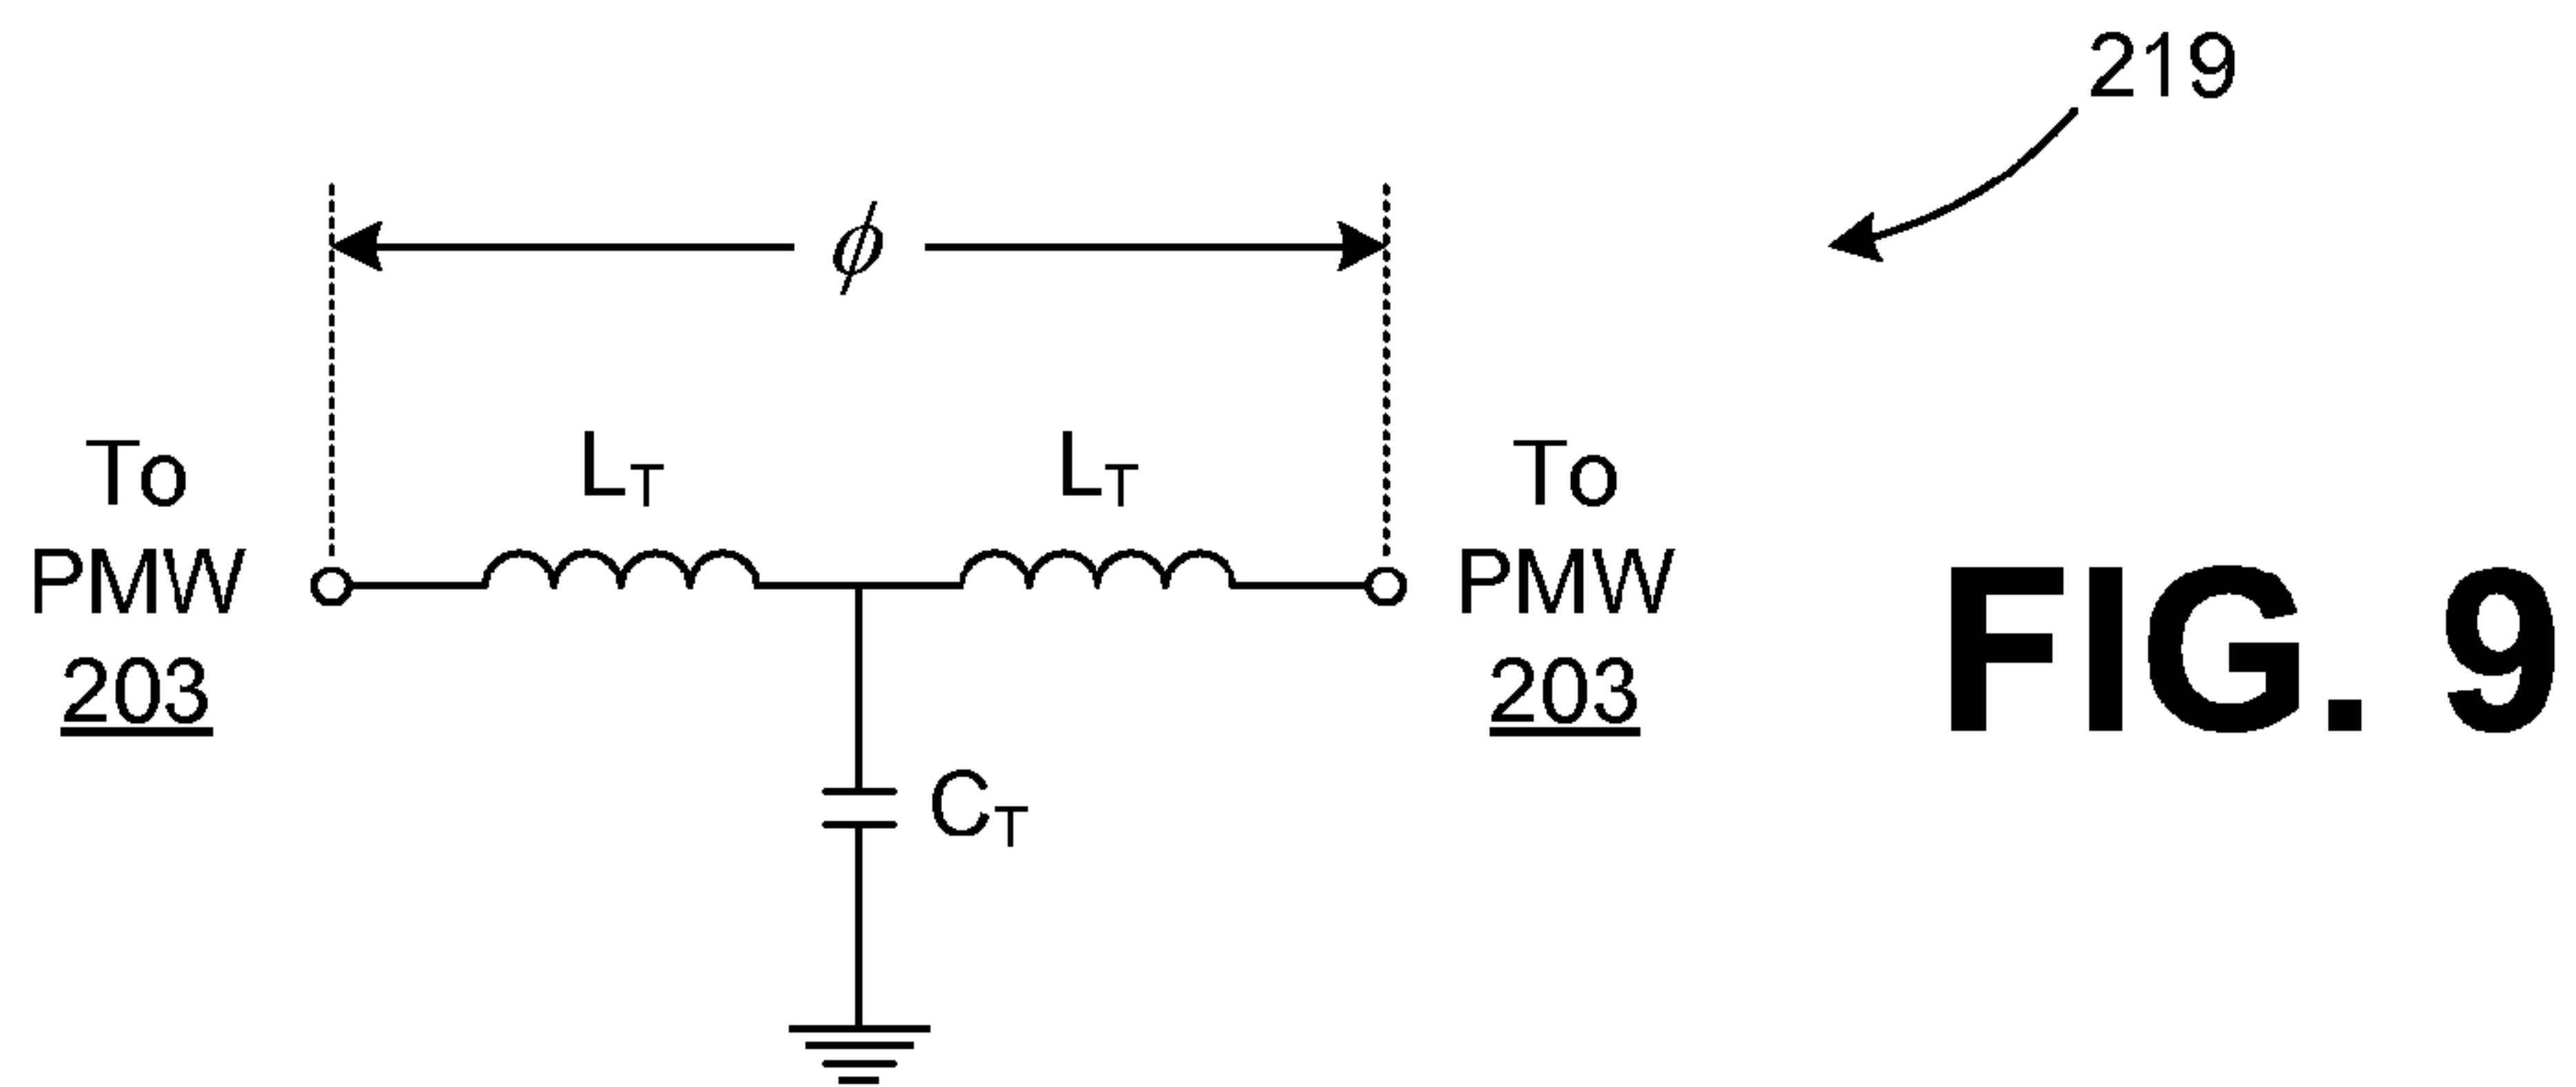 219
ϕ
L_T
L_T
To
PMW
203
To
PMW
203
C_T
FIG. 9